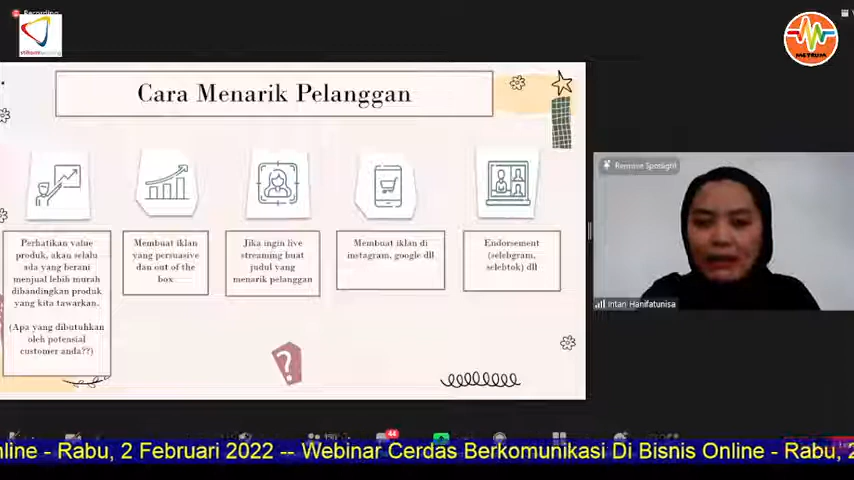 Recording
METRUM
Cara Menarik Pelanggan
Perhatikan value
produk, akan selalu
ada yang berani
menjual lebih murah
dibandingkan produk
yang kita tawarkan.
(Apa yang dibutuhkan
oleh potensial
customer anda??)
Membuat iklan
yang persuasive
dan out of the
box
Jika ingin live
streaming buat
judul yang
menarik pelanggan
Membuat iklan di
instagram, google dll
Endorsement
(selebgram,
selebtok) dll
?
Remove Spotlight
Intan Hanifatunisa
44
nline - Rabu, 2 Februari 2022 -- Webinar Cerdas Berkomunikasi Di Bisnis Online - Rabu, 2